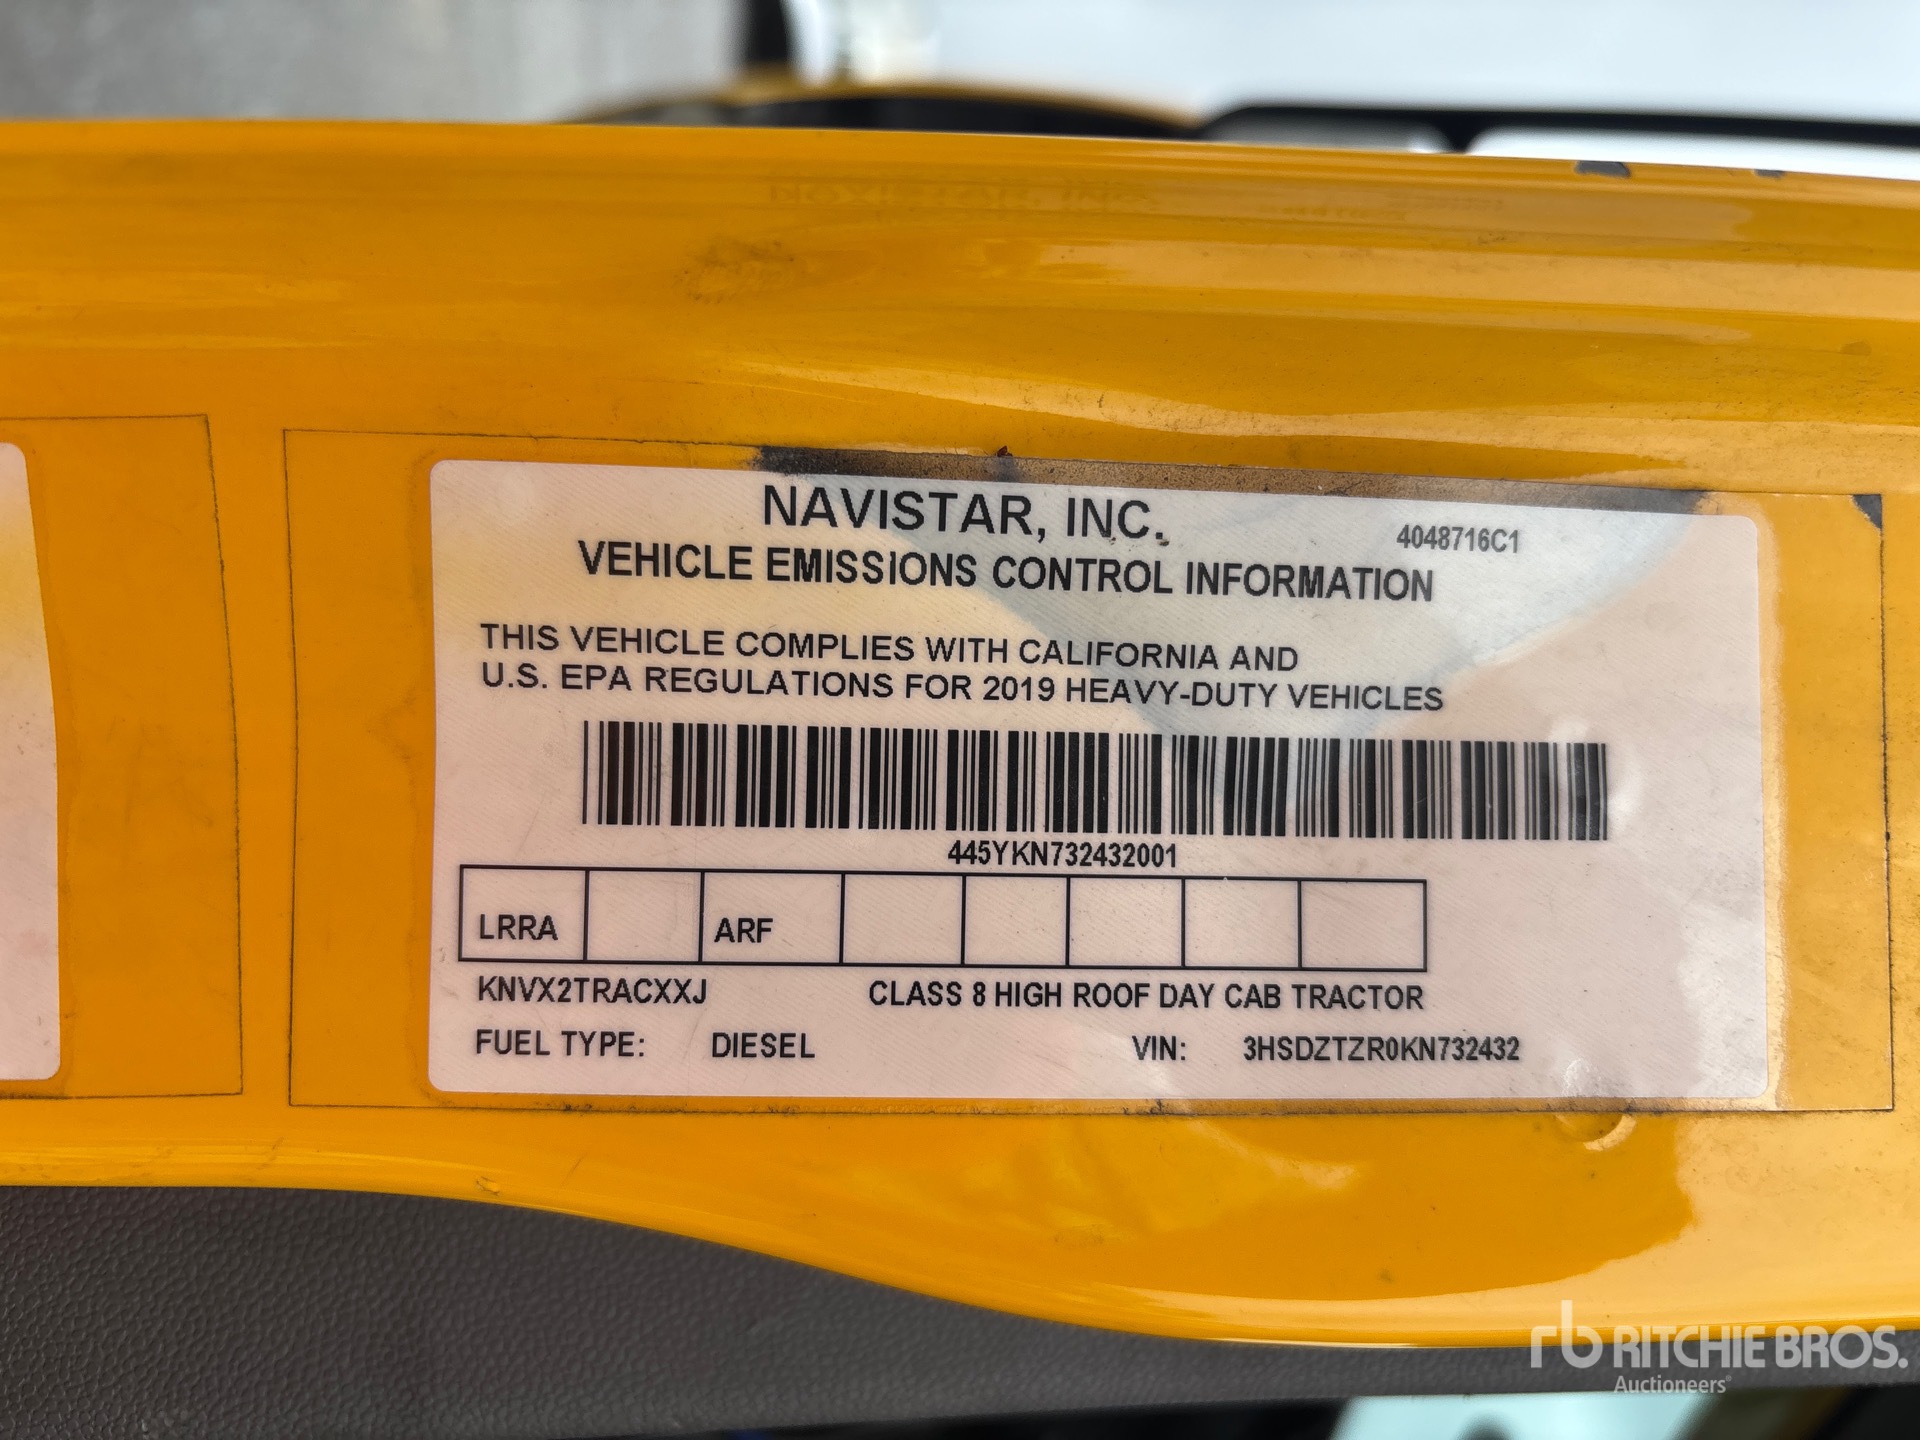 NAVISTAR, INC.
4048716C1
VEHICLE EMISSIONS CONTROL INFORMATION
THIS VEHICLE COMPLIES WITH CALIFORNIA AND
U.S. EPA REGULATIONS FOR 2019 HEAVY-DUTY VEHICLES
445YKN732432001
LRRA ARF
KNVX2TRACXXJ CLASS 8 HIGH ROOF DAY CAB TRACTOR
FUEL TYPE: DIESEL VIN: 3HSDZTZR0KN732432
rb RITCHIE BROS.
Auctioneers